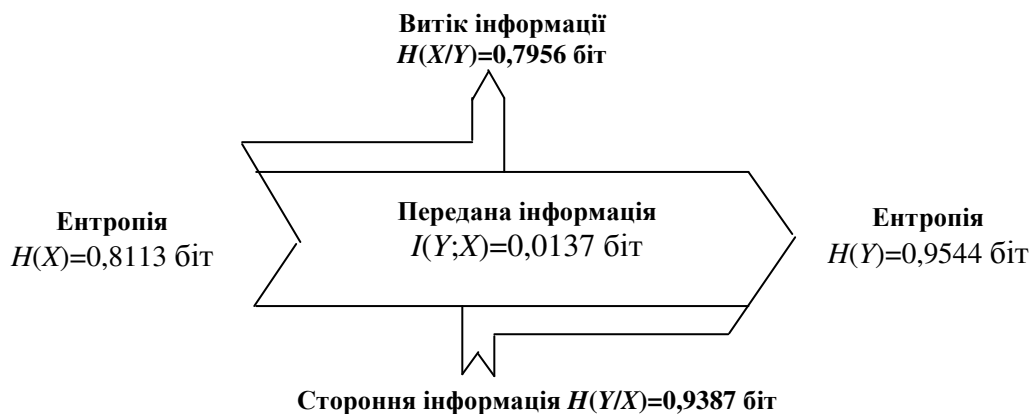 Витік інформації
H(X/Y)=0,7956 біт
Ентропія
H(X)=0,8113 біт
Передана інформація
I(Y;X)=0,0137 біт
Ентропія
H(Y)=0,9544 біт
Стороння інформація H(Y/X)=0,9387 біт